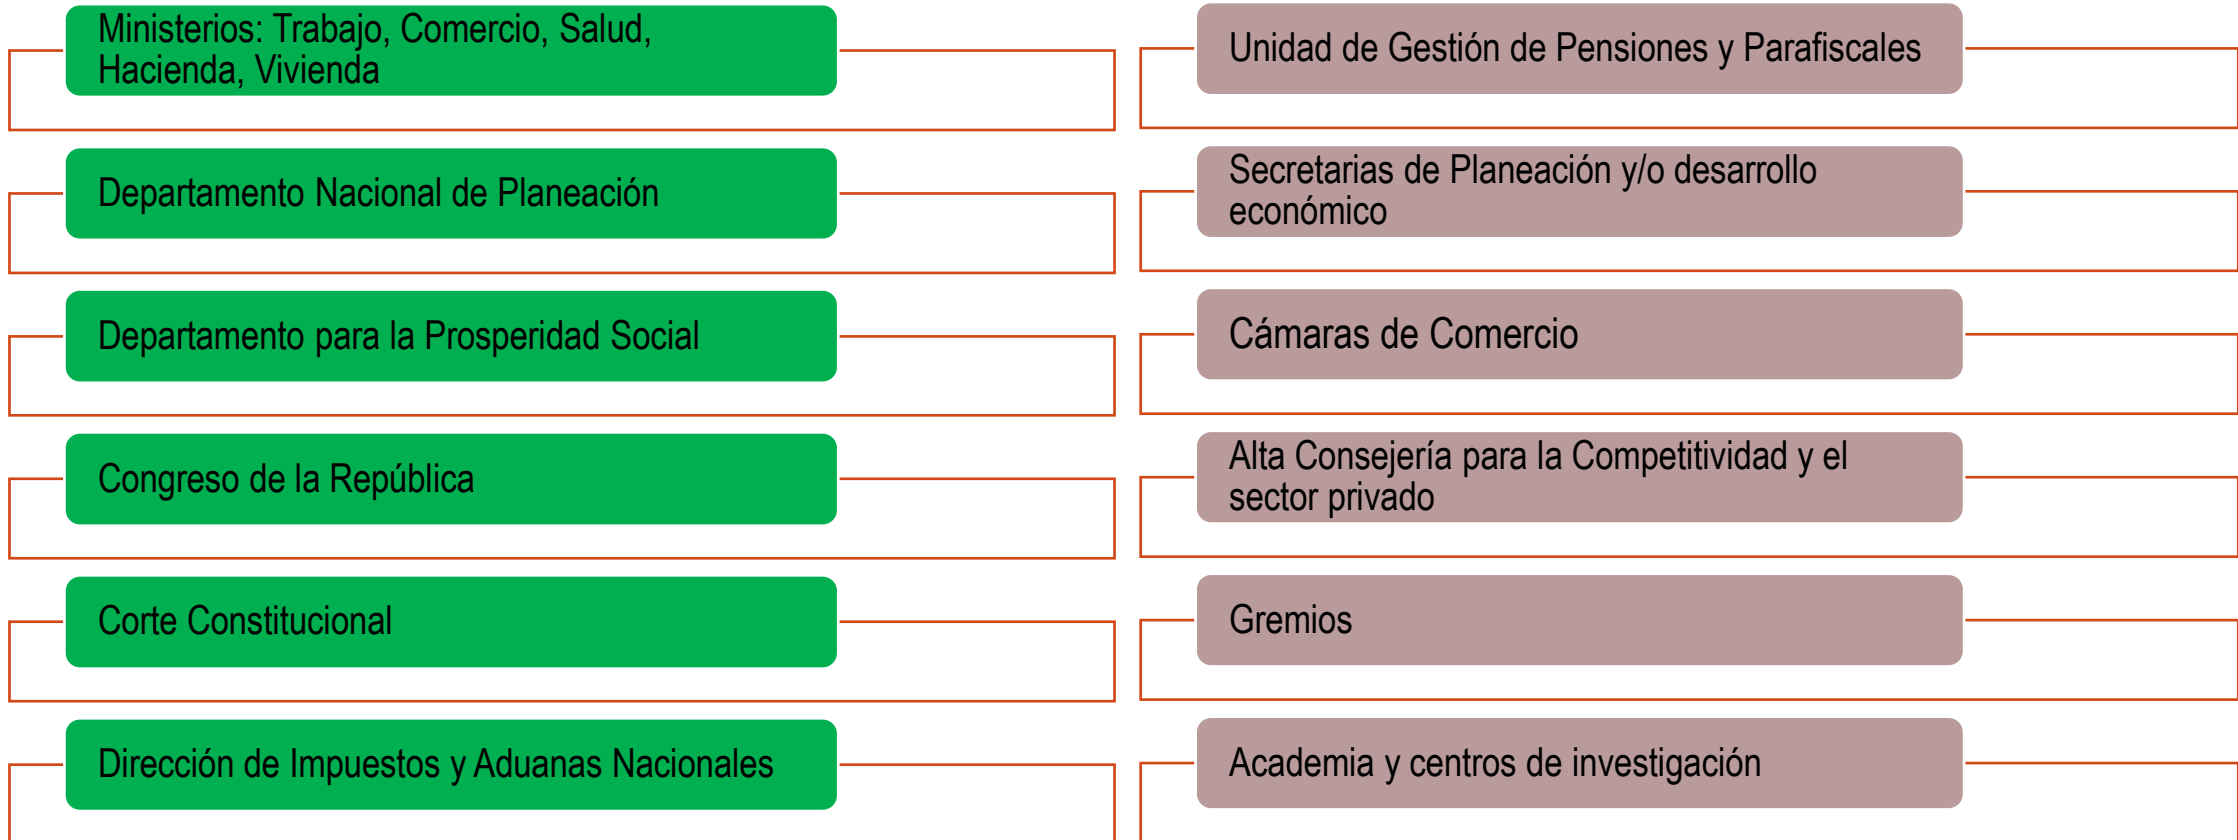 Ministerios: Trabajo, Comercio, Salud,
Hacienda, Vivienda
Departamento Nacional de Planeación
Departamento para la Prosperidad Social
Congreso de la República
Corte Constitucional
Dirección de Impuestos y Aduanas Nacionales
Unidad de Gestión de Pensiones y Parafiscales
Secretarias de Planeación y/o desarrollo
económico
Cámaras de Comercio
Alta Consejería para la Competitividad y el
sector privado
Gremios
Academia y centros de investigación